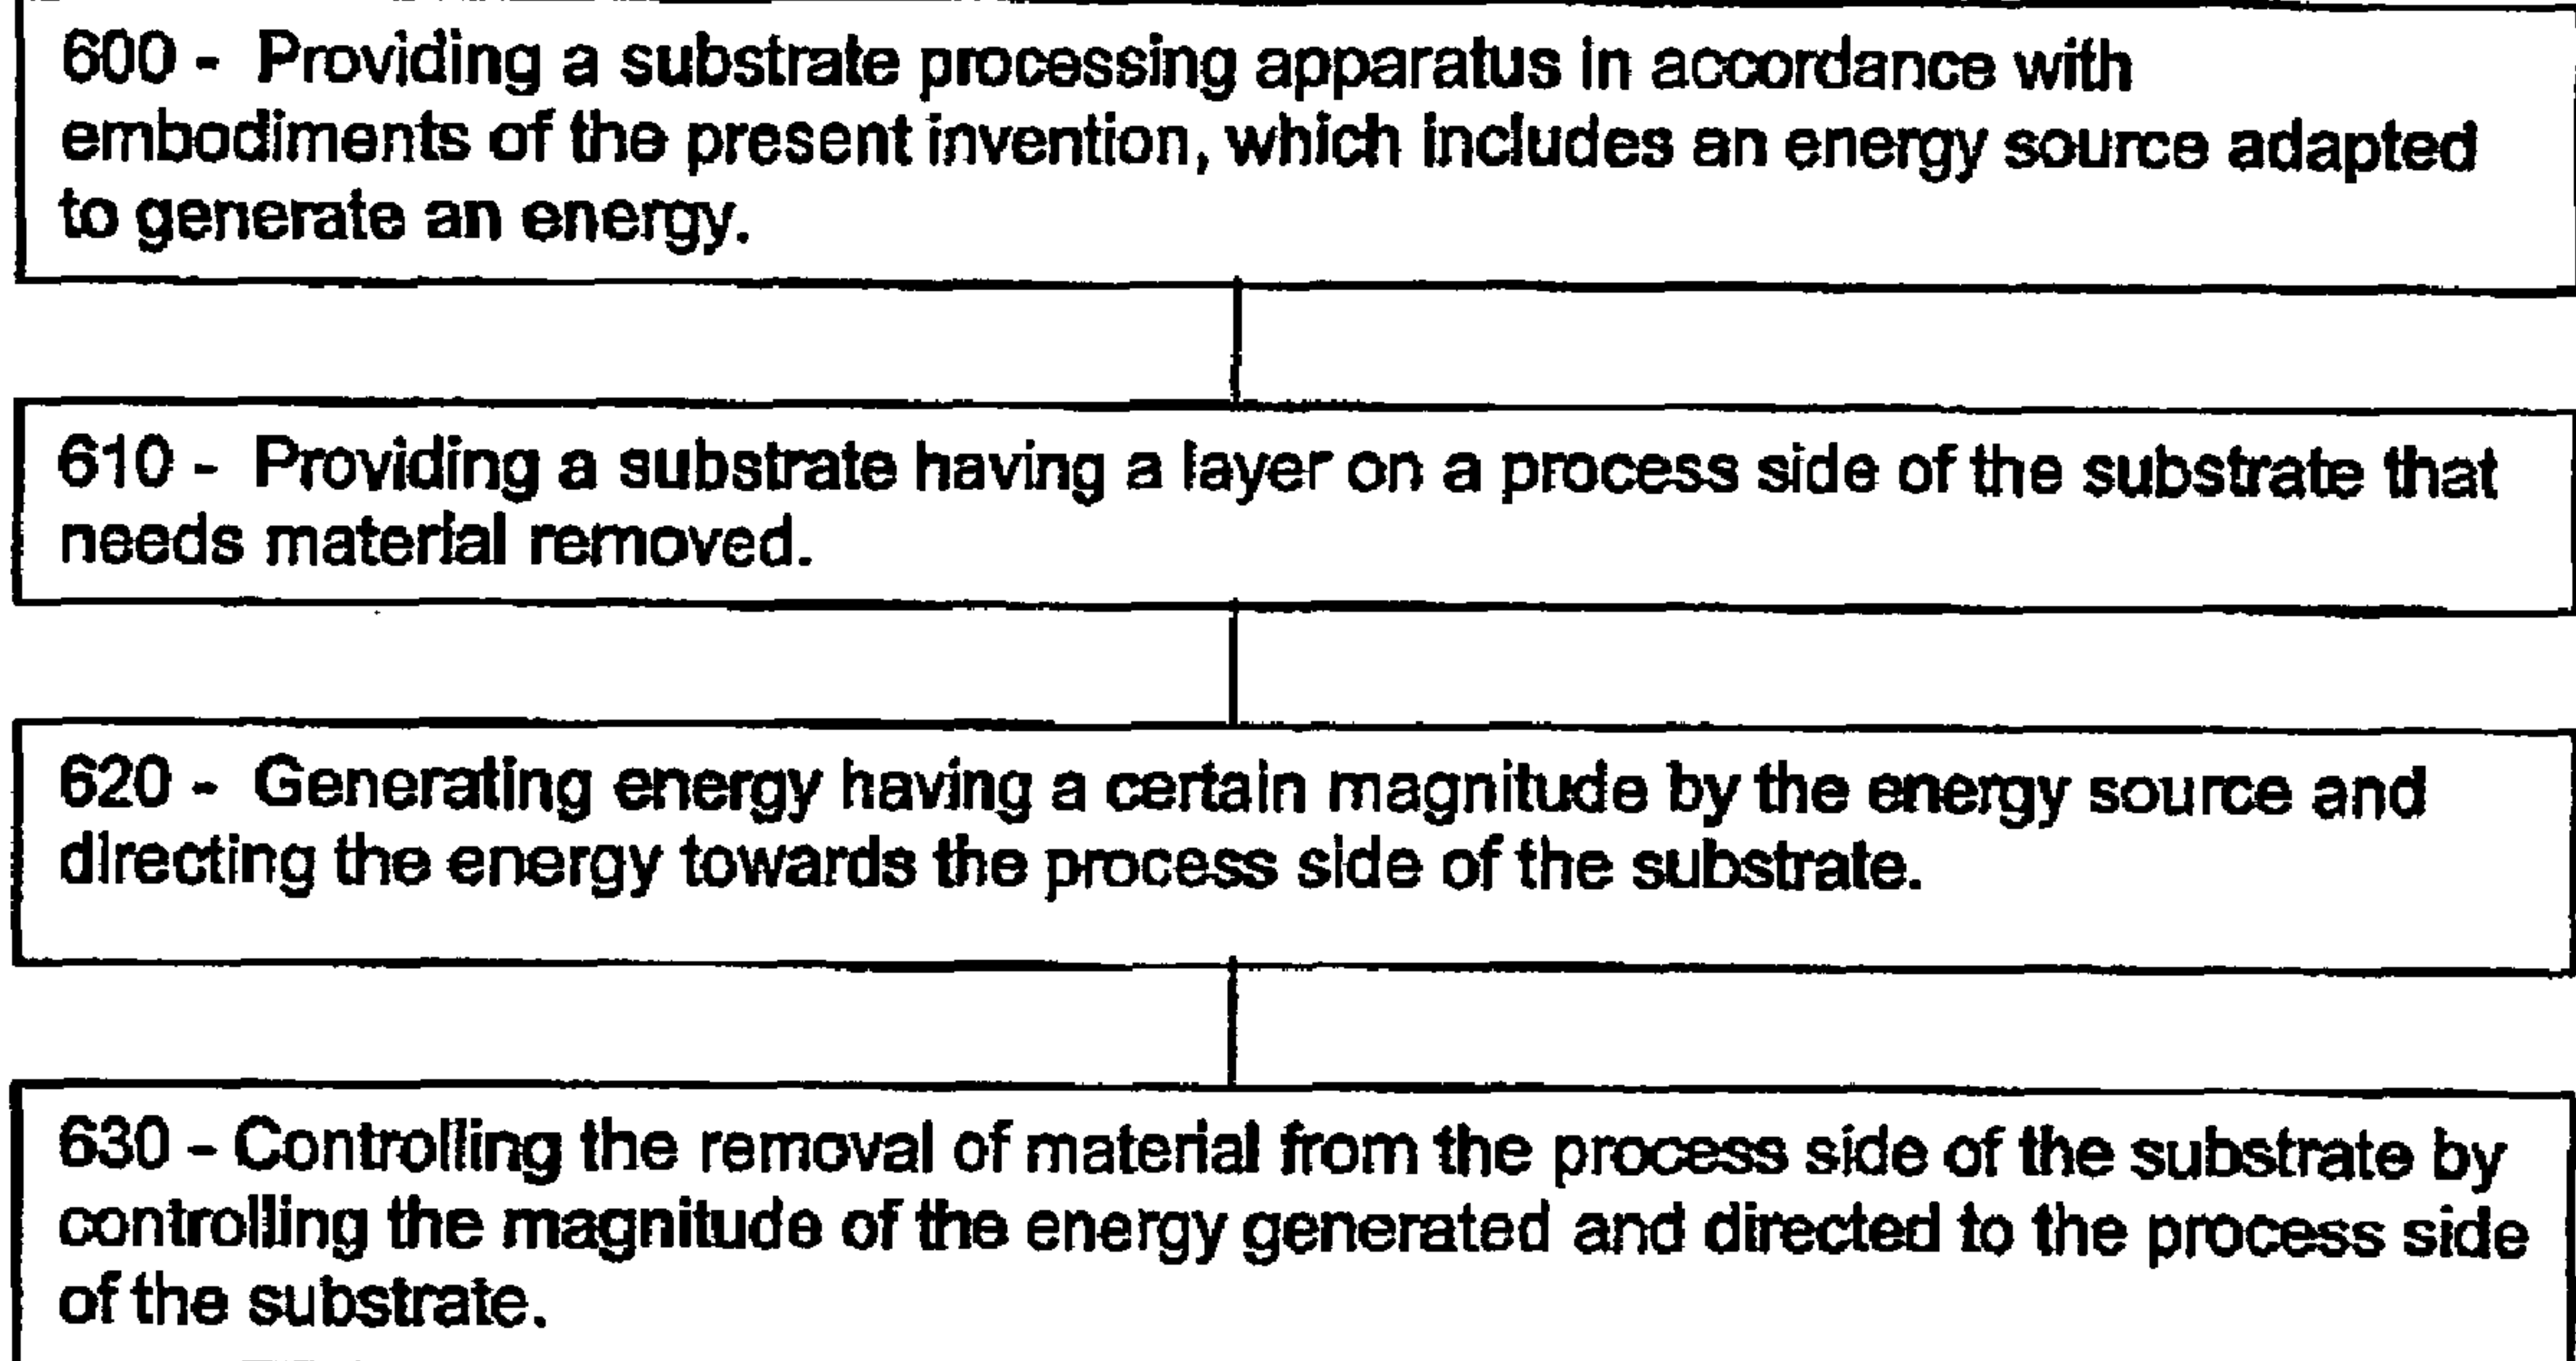 600 - Providing a substrate processing apparatus in accordance with
embodiments of the present invention, which includes an energy source adapted
to generate an energy.
610 - Providing a substrate having a layer on a process side of the substrate that
needs material removed.
620 - Generating energy having a certain magnitude by the energy source and
directing the energy towards the process side of the substrate.
630 - Controlling the removal of material from the process side of the substrate by
controlling the magnitude of the energy generated and directed to the process side
of the substrate.